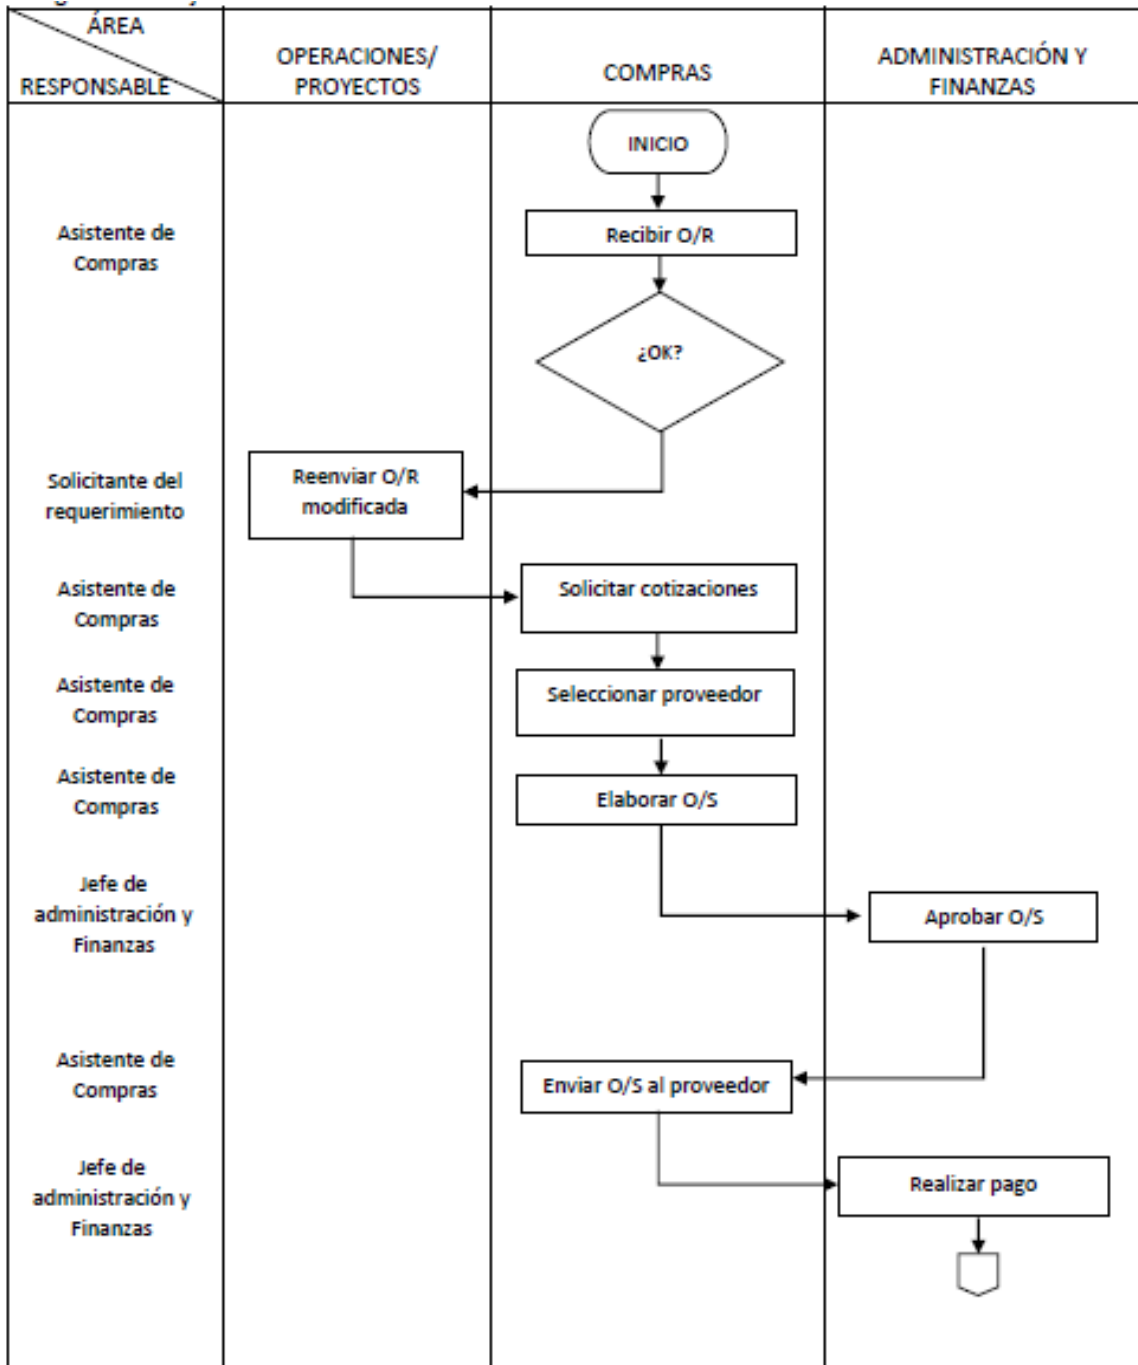 ÁREA
RESPONSABLE
OPERACIONES/
PROYECTOS
COMPRAS
ADMINISTRACIÓN Y
FINANZAS
INICIO
Asistente de
Compras
Recibir O/R
¿OK?
Solicitante del
requerimiento
Reenviar O/R
modificada
Asistente de
Compras
Solicitar cotizaciones
Asistente de
Compras
Seleccionar proveedor
Asistente de
Compras
Elaborar O/S
Jefe de
administración y
Finanzas
Aprobar O/S
Asistente de
Compras
Enviar O/S al proveedor
Jefe de
administración y
Finanzas
Realizar pago